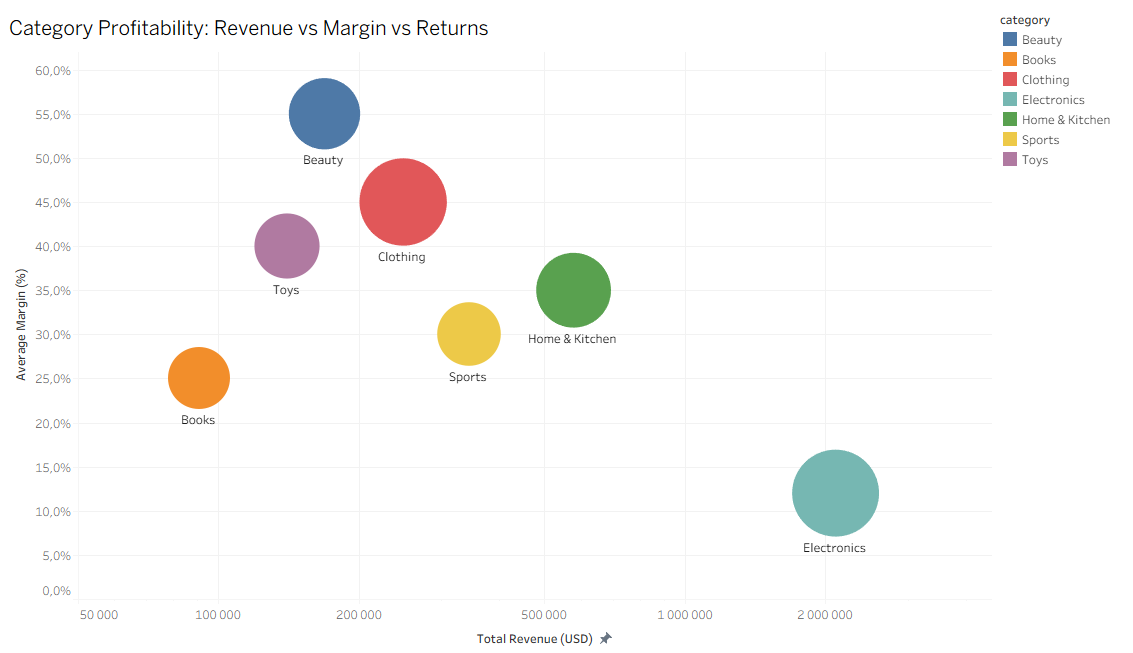 Category Profitability: Revenue vs Margin vs Returns
category
Beauty
Books
Clothing
Electronics
Home & Kitchen
Sports
Toys
Average Margin (%)
60,0%
55,0%
50,0%
45,0%
40,0%
35,0%
30,0%
25,0%
20,0%
15,0%
10,0%
5,0%
0,0%
Beauty
Clothing
Toys
Home & Kitchen
Sports
Books
Electronics
50 000 100 000 200 000 500 000 1 000 000 2 000 000
Total Revenue (USD)